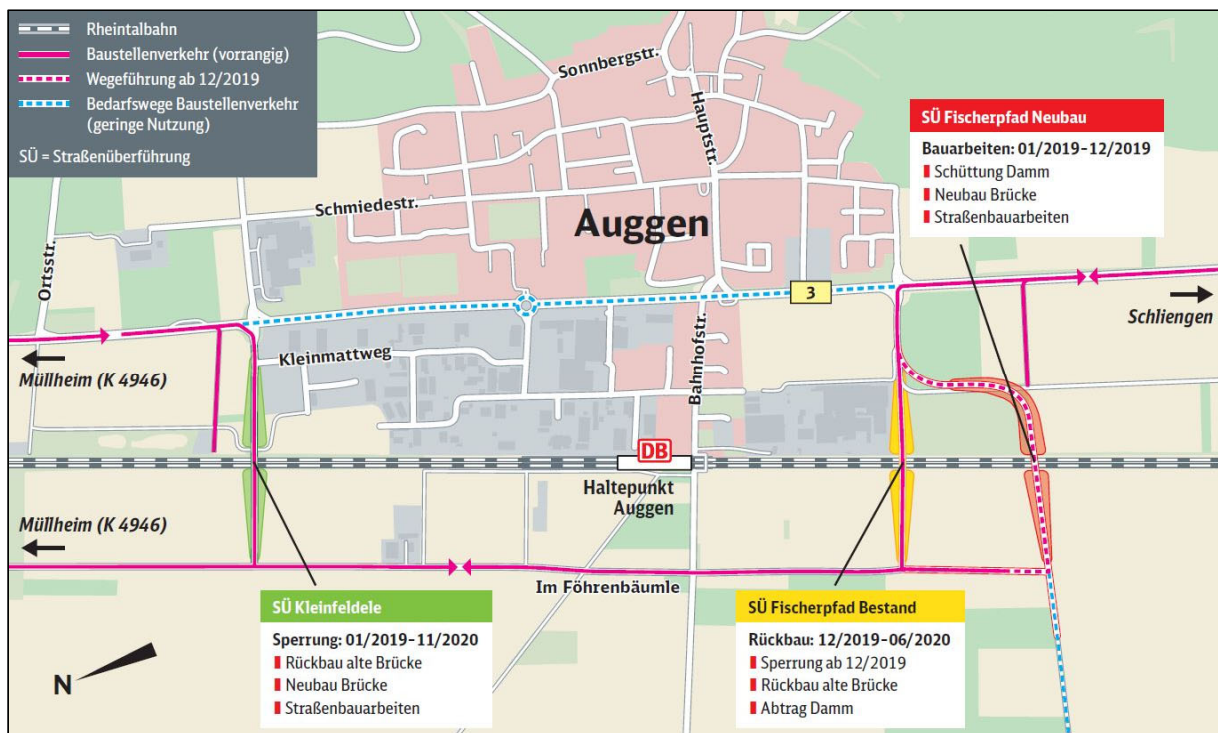 Rheintalbahn
Baustellenverkehr (vorrangig)
Wegeführung ab 12/2019
Bedarfswege Baustellenverkehr
(geringe Nutzung)
SÜ = Straßenüberführung
Sonnbergstr.
Hauptstr.
SÜ Fischerpfad Neubau
Bauarbeiten: 01/2019–12/2019
Schüttung Damm
Neubau Brücke
Straßenbauarbeiten
Schmiedestr.
Auggen
Ortsstr.
3
Schliengen
Kleinmattweg
Bahnhofstr.
Müllheim (K 4946)
DB
Haltepunkt
Auggen
Müllheim (K 4946)
Im Föhrenbäumle
SÜ Kleinfeldele
Sperrung: 01/2019–11/2020
Rückbau alte Brücke
Neubau Brücke
Straßenbauarbeiten
SÜ Fischerpfad Bestand
Rückbau: 12/2019–06/2020
Sperrung ab 12/2019
Rückbau alte Brücke
Abtrag Damm
N